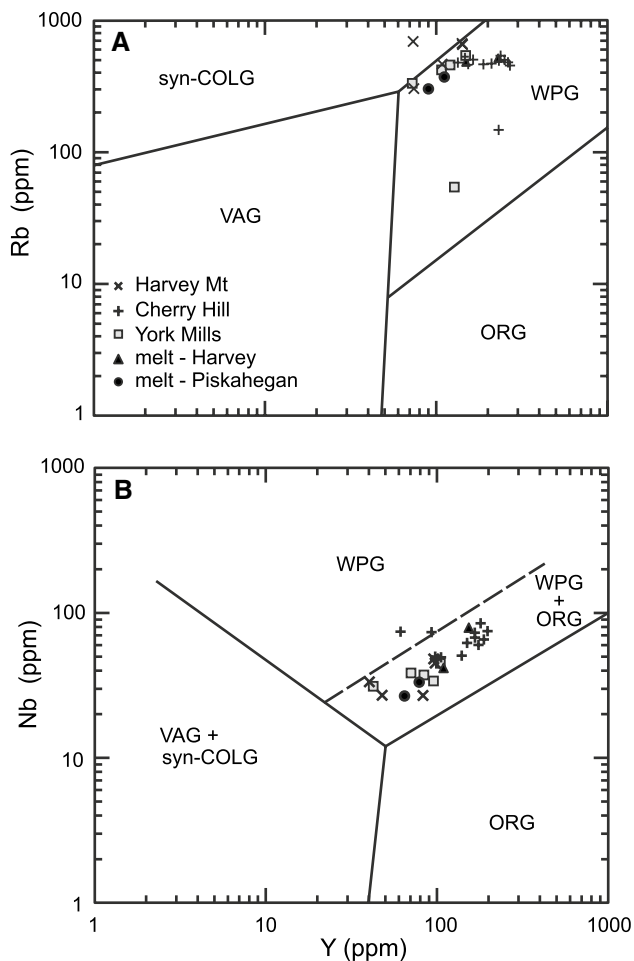 1000
A
syn-COLG
WPG
100
Rb (ppm)
VAG
10
Harvey Mt
Cherry Hill
York Mills
melt - Harvey
melt - Piskahegan
ORG
1
1000
B
WPG
WPG
+
ORG
100
Nb (ppm)
VAG +
syn-COLG
10
ORG
1
1 10 100 1000
Y (ppm)